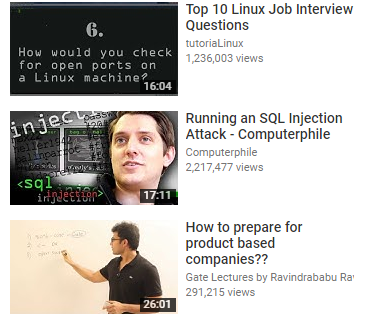 6.
How would you check
for open ports on
a Linux machine?
16:04
Top 10 Linux Job Interview
Questions
tutoriaLinux
1,236,003 views
<sql
injection>
injection
17:11
Running an SQL Injection
Attack - Computerphile
Computerphile
2,217,477 views
26:01
How to prepare for
product based
companies??
Gate Lectures by Ravindrababu Rav
291,215 views